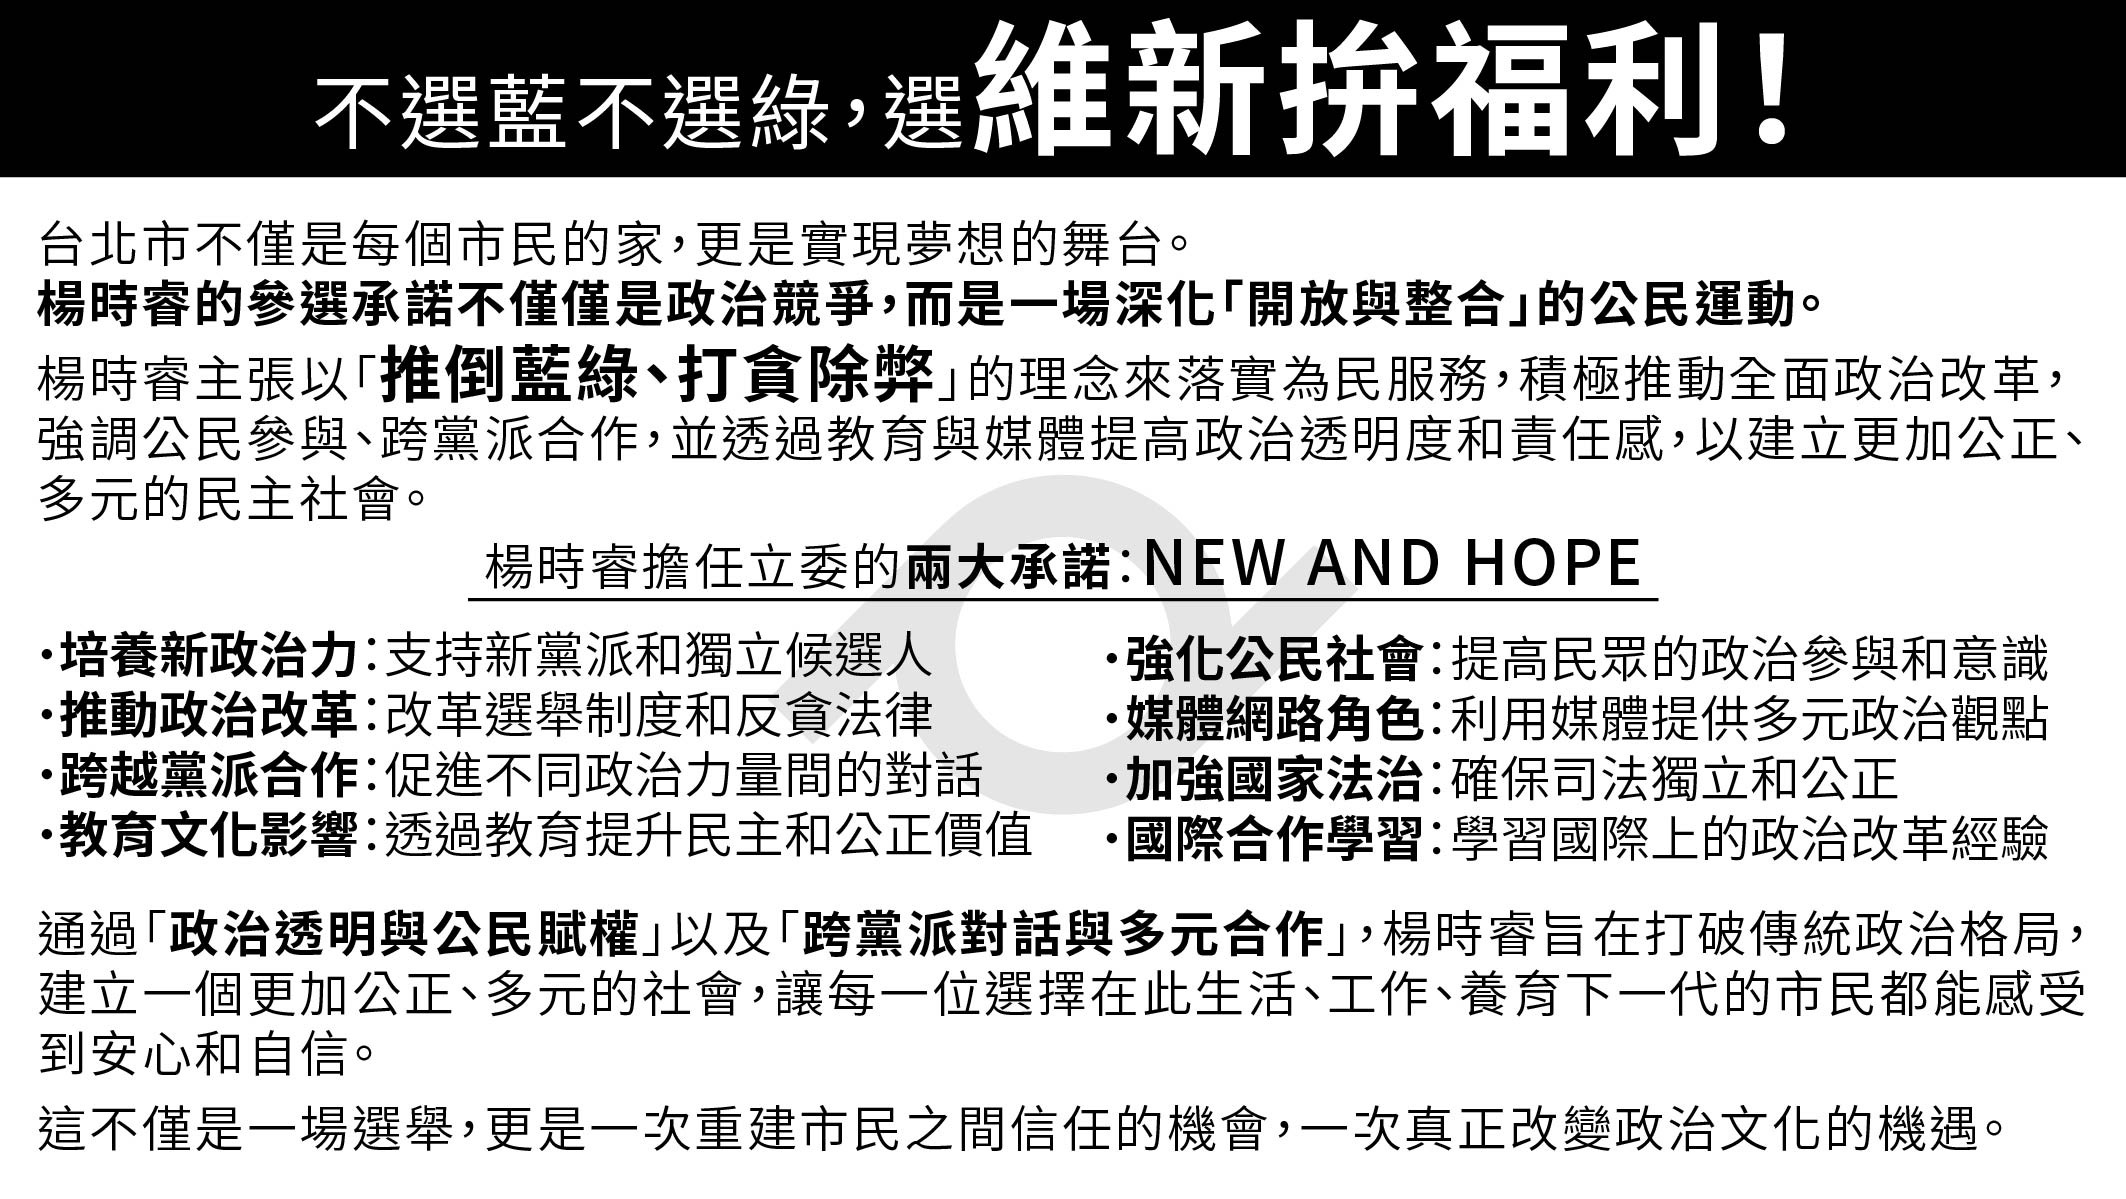 不選藍不選綠，選維新拚福利！
台北市不僅是每個市民的家，更是實現夢想的舞台。
楊時睿的參選承諾不僅僅是政治競爭，而是一場深化「開放與整合」的公民運動。
楊時睿主張以「推倒藍綠、打貪除弊」的理念來落實為民服務，積極推動全面政治改革，
強調公民參與、跨黨派合作，並透過教育與媒體提高政治透明度和責任感，以建立更加公正、
多元的民主社會。
楊時睿擔任立委的兩大承諾：NEW AND HOPE
·培養新政治力：支持新黨派和獨立候選人
·推動政治改革：改革選舉制度和反貪法律
·跨越黨派合作：促進不同政治力量間的對話
·教育文化影響：透過教育提升民主和公正價值
·強化公民社會：提高民眾的政治參與和意識
·媒體網路角色：利用媒體提供多元政治觀點
·加強國家法治：確保司法獨立和公正
·國際合作學習：學習國際上的政治改革經驗
通過「政治透明與公民賦權」以及「跨黨派對話與多元合作」，楊時睿旨在打破傳統政治格局，
建立一個更加公正、多元的社會，讓每一位選擇在此生活、工作、養育下一代的市民都能感受
到安心和自信。
這不僅是一場選舉，更是一次重建市民之間信任的機會，一次真正改變政治文化的機遇。